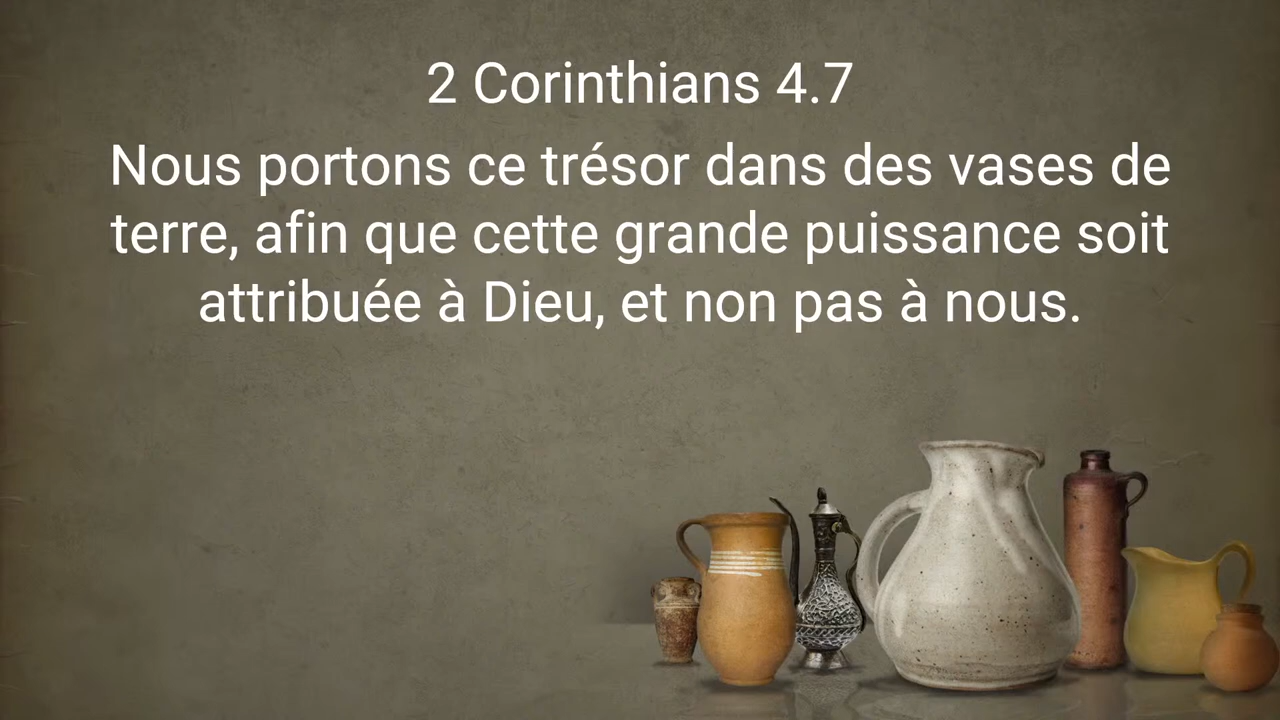 2 Corinthians 4.7
Nous portons ce trésor dans des vases de
terre, afin que cette grande puissance soit
attribuée à Dieu, et non pas à nous.